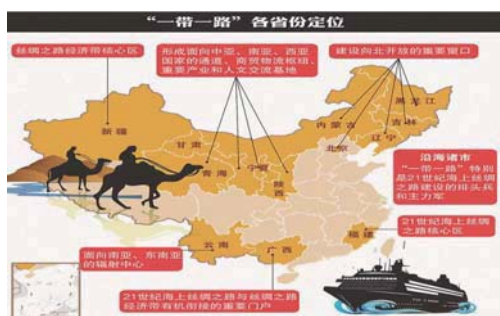 “一带一路”各省份定位
丝绸之路经济带核心区
形成面向中亚、南亚、西亚
国家的通道、商贸物流枢纽、
重要产业和人文交流基地
建设向北开放的重要窗口
黑龙江
吉林
内蒙古
辽宁
北京
新疆
甘肃
青海
宁夏
陕西
沿海诸市
“一带一路”特别
是21世纪海上丝绸
之路建设的排头兵
和主力军
21世纪海上丝绸
之路核心区
福建
云南
广西
面向南亚、东南亚
的辐射中心
21世纪海上丝绸之路与丝绸之路
经济带有机衔接的重要门户